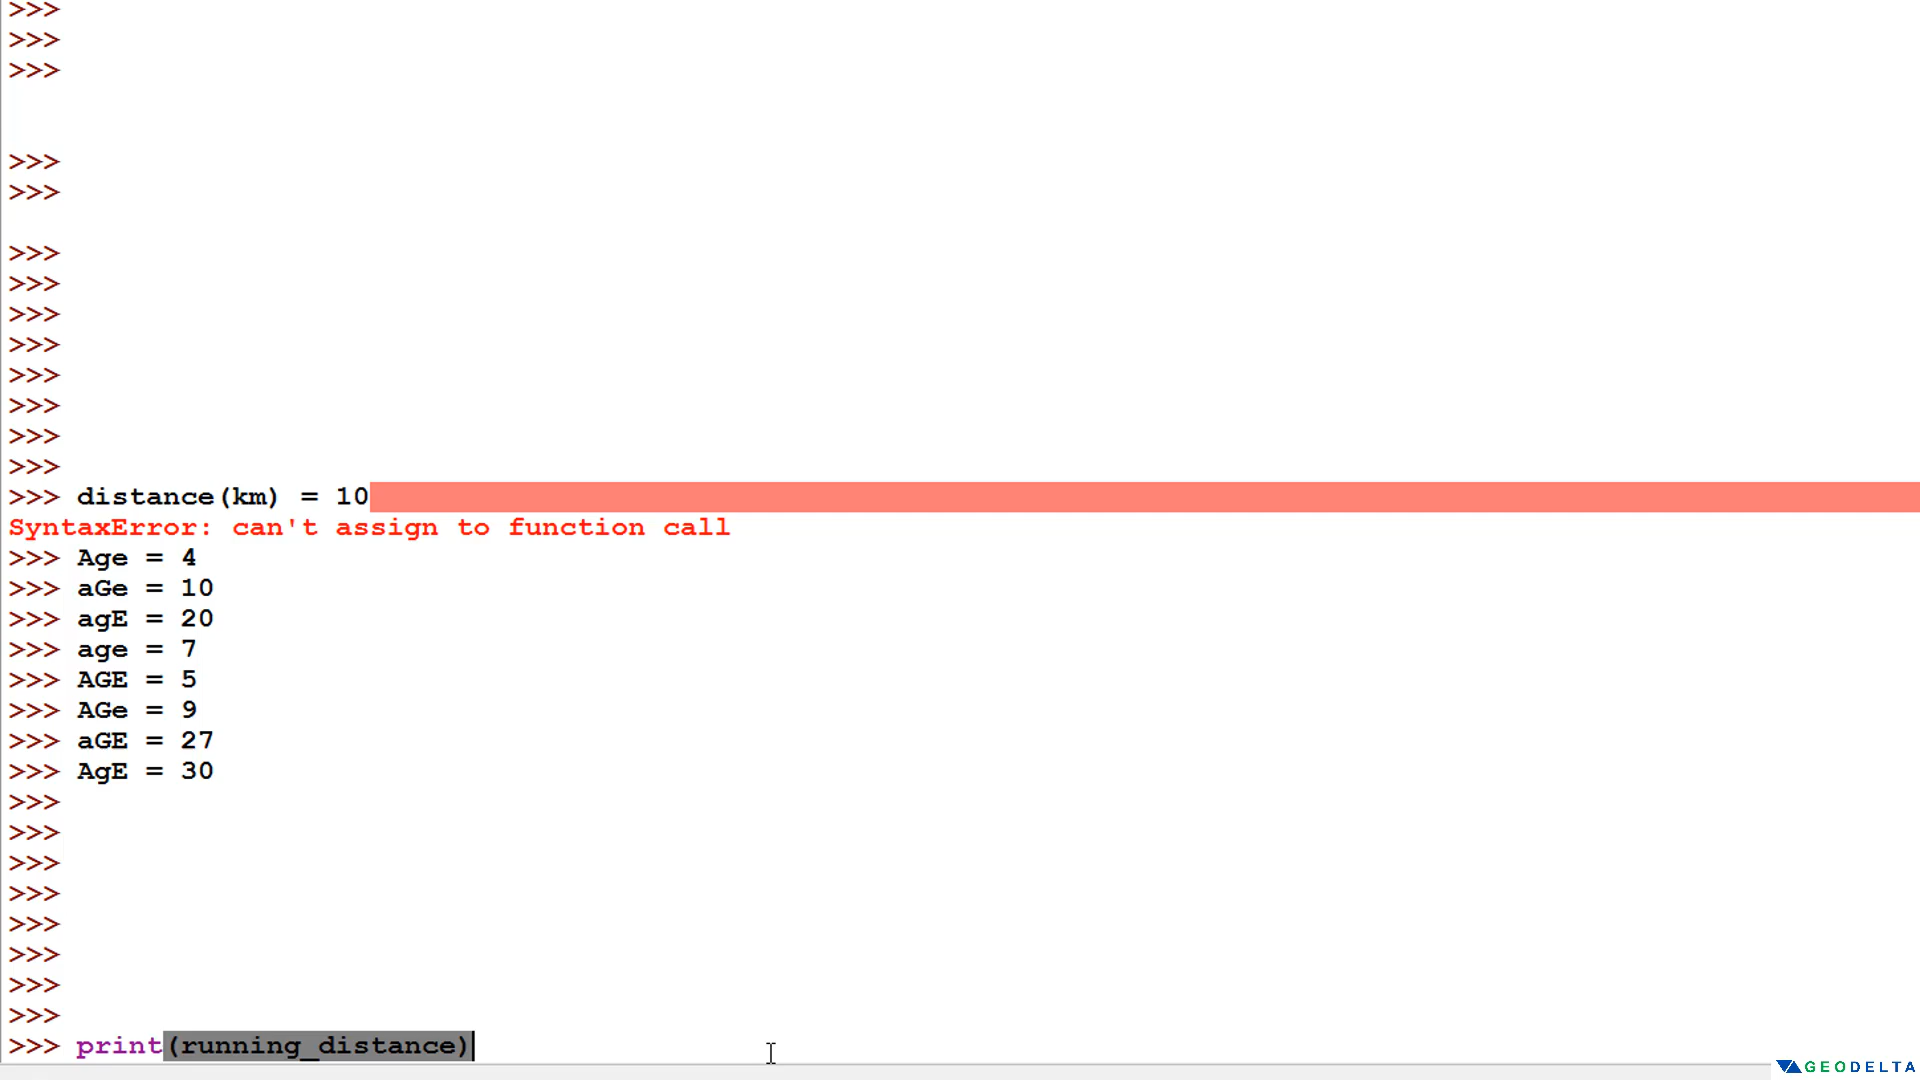 >>>
>>>
>>>
>>>
>>>
>>>
>>>
>>>
>>>
>>>
>>>
>>>
>>>
>>> distance(km) = 10
SyntaxError: can't assign to function call
>>> Age = 4
>>> aGe = 10
>>> agE = 20
>>> age = 7
>>> AGE = 5
>>> AGe = 9
>>> aGE = 27
>>> AgE = 30
>>>
>>>
>>>
>>>
>>>
>>>
>>>
>>>
>>> print(running_distance)
GEODELTA